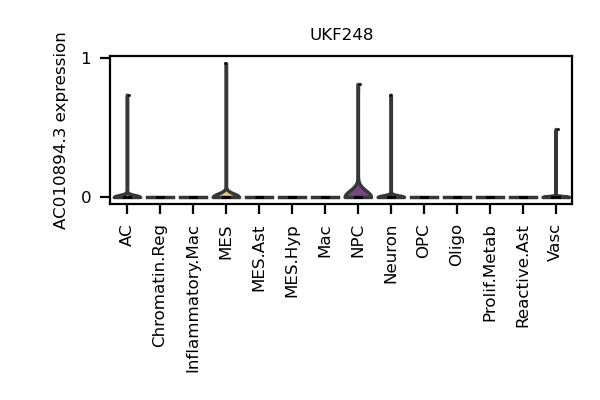 UKF248
AC010894.3 expression
1
0
AC
Chromatin.Reg
Inflammatory.Mac
MES
MES.Ast
MES.Hyp
Mac
NPC
Neuron
OPC
Oligo
Prolif.Metab
Reactive.Ast
Vasc